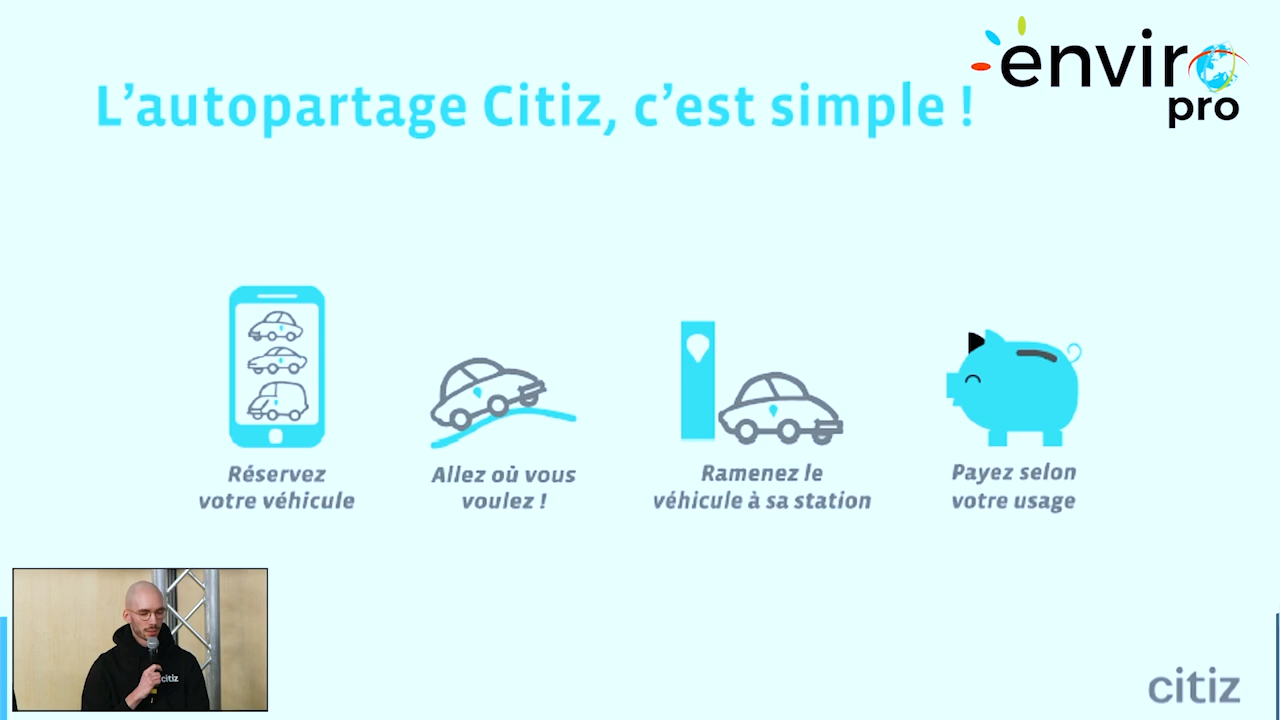 enviro
pro
L'autopartage Citiz, c'est simple !
Réservez
votre véhicule
Allez où vous
voulez !
Ramenez le
véhicule à sa station
Payez selon
votre usage
citiz
citiz